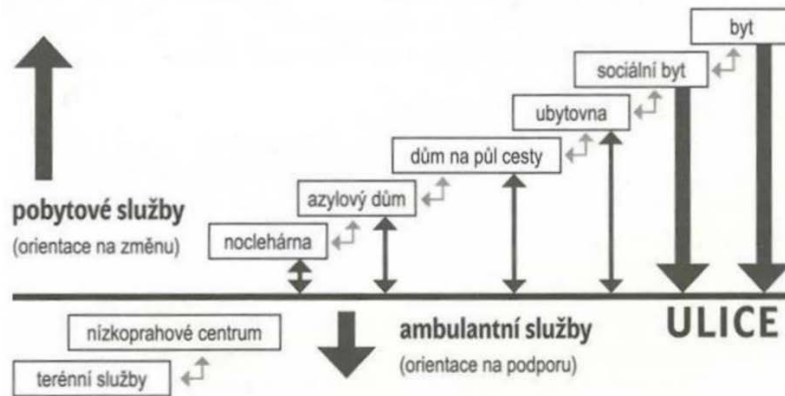 byt
sociální byt
ubytovna
dům na půl cesty
azylový dům
pobytové služby
(orientace na změnu)
noclehárna
nízkoprahové centrum
ambulantní služby
(orientace na podporu)
ULICE
terénní služby